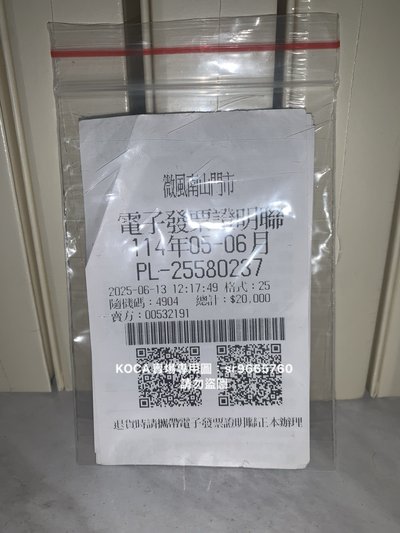 微風南山門市
電子發票證明聯
114年05-06月
PL-25580237
2025-06-13 12:17:49 格式：25
隨機碼：4904 總計：$20,000
賣方：00532191
KOCA賣場專用圖：sr9665760
請勿盜圖
退貨時請攜帶電子發票證明聯正本辦理